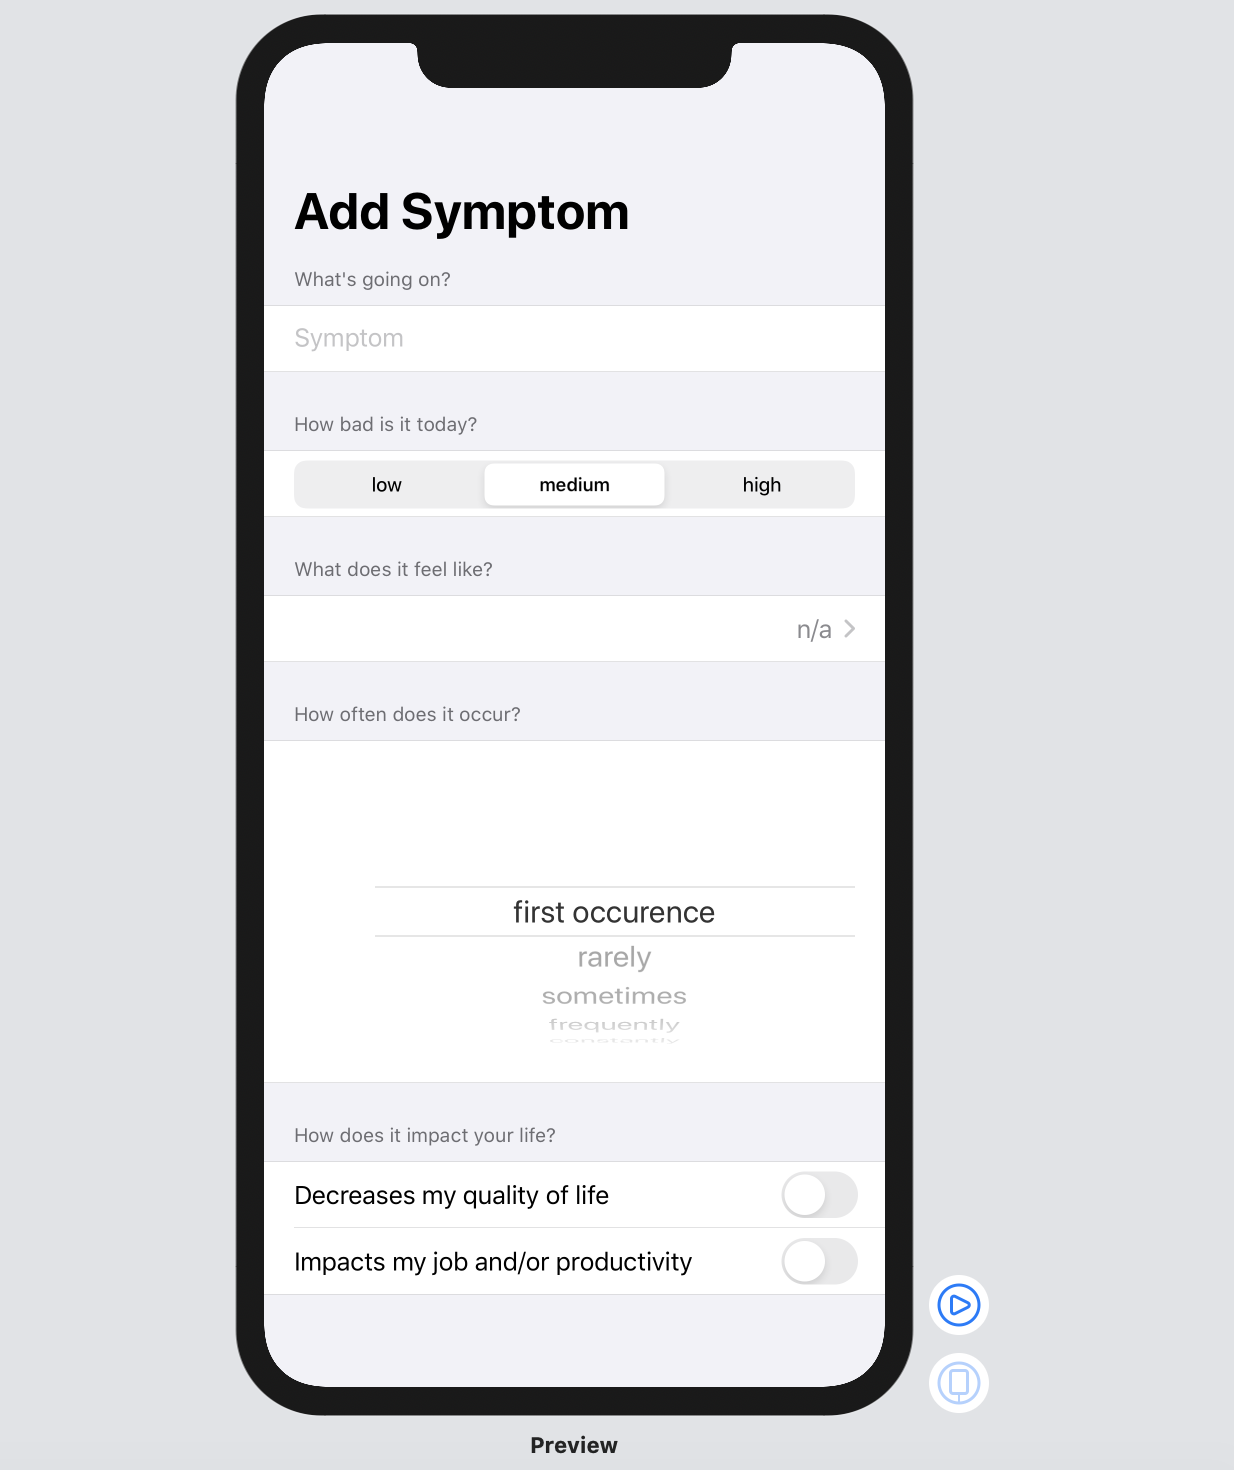 Add Symptom
What's going on?
Symptom
How bad is it today?
low medium high
What does it feel like?
n/a
How often does it occur?
first occurence
rarely
sometimes
frequently
constantly
How does it impact your life?
Decreases my quality of life
Impacts my job and/or productivity
Preview